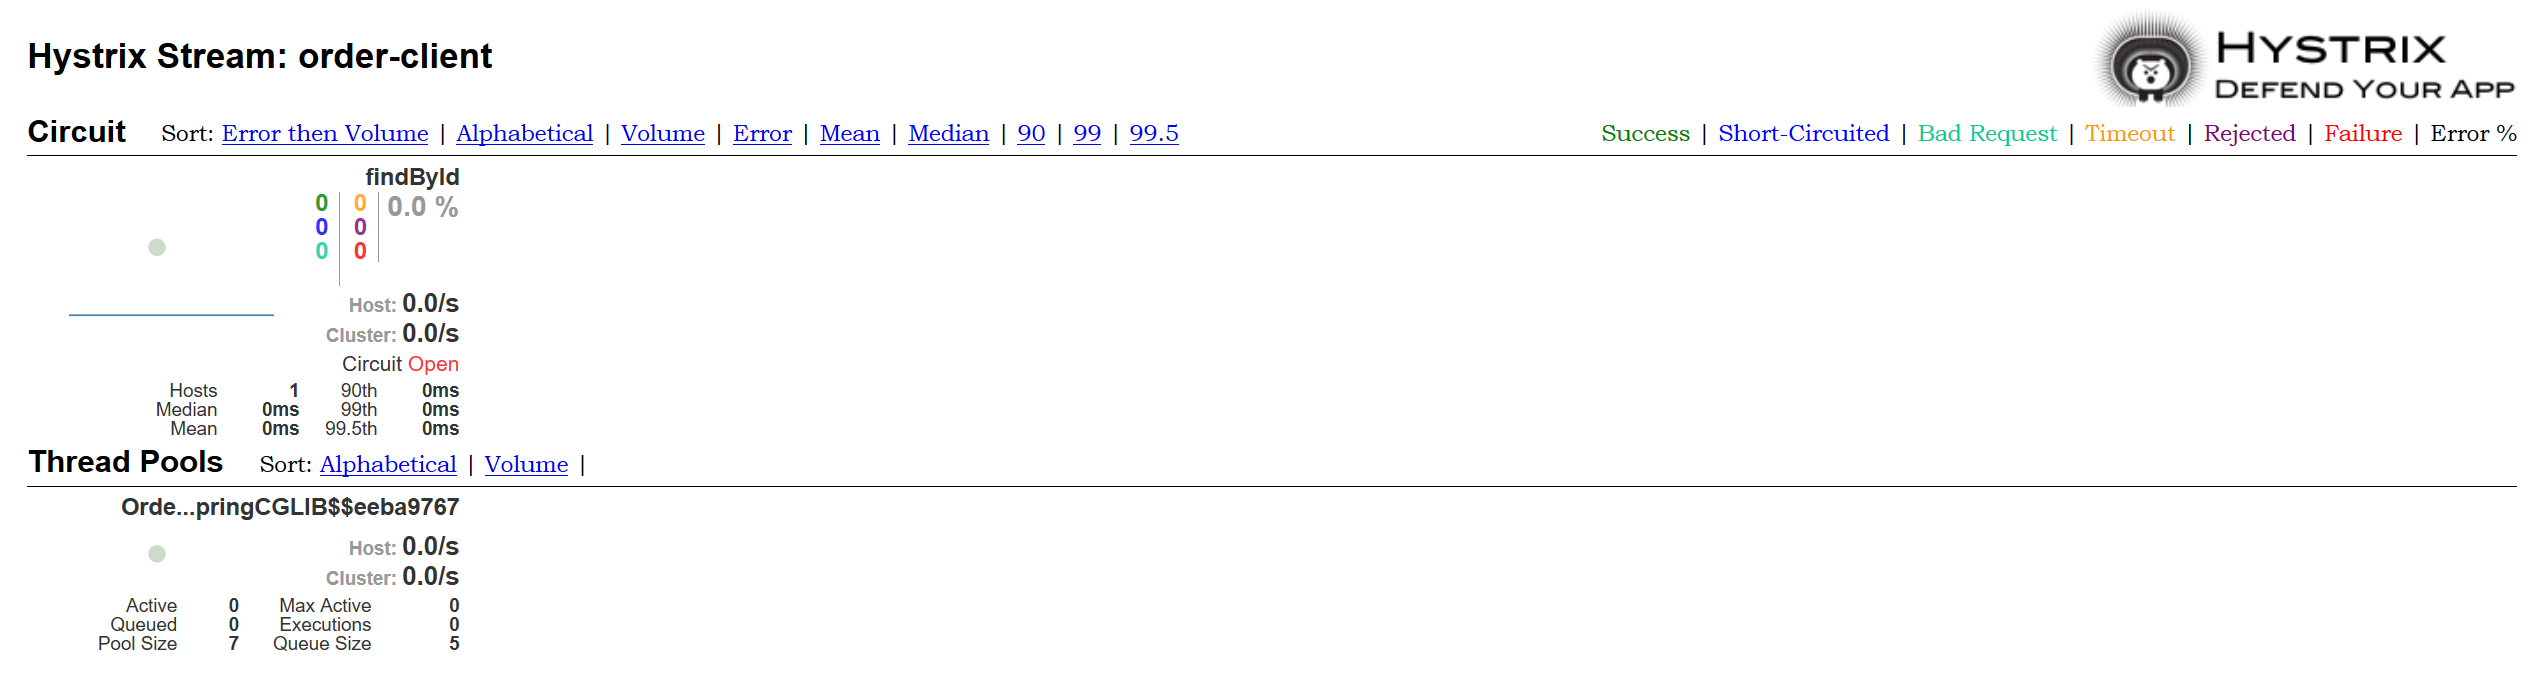 Hystrix Stream: order-client
HYSTRIX
DEFEND YOUR APP
Circuit Sort: Error then Volume | Alphabetical | Volume | Error | Mean | Median | 90 | 99 | 99.5
Success | Short-Circuited | Bad Request | Timeout | Rejected | Failure | Error %
findById
0 0 0.0 %
0 0
0 0
Host: 0.0/s
Cluster: 0.0/s
Circuit Open
Hosts 1 90th 0ms
Median 0ms 99th 0ms
Mean 0ms 99.5th 0ms
Thread Pools Sort: Alphabetical | Volume |
Orde...pringCGLIB$$eeba9767
Host: 0.0/s
Cluster: 0.0/s
Active 0 Max Active 0
Queued 0 Executions 0
Pool Size 7 Queue Size 5